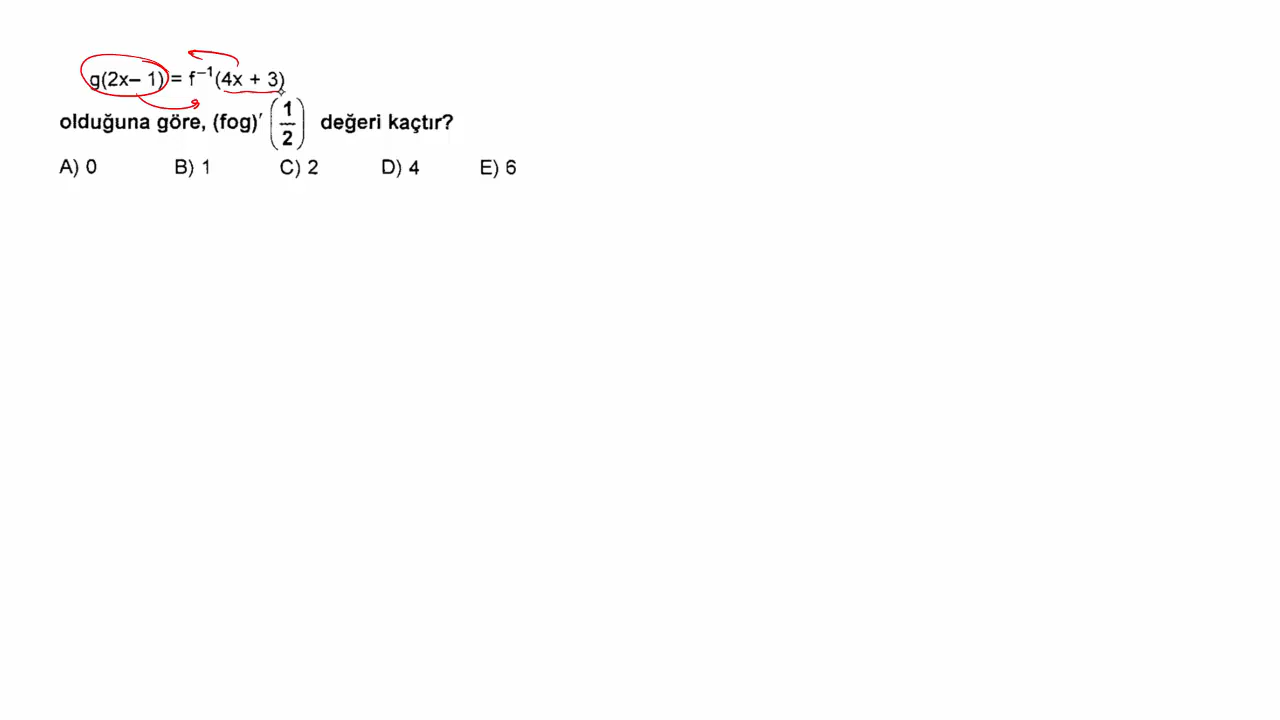 g(2x– 1) = f⁻¹(4x + 3)
olduğuna göre, (fog)′ (1/2) değeri kaçtır?
A) 0 B) 1 C) 2 D) 4 E) 6